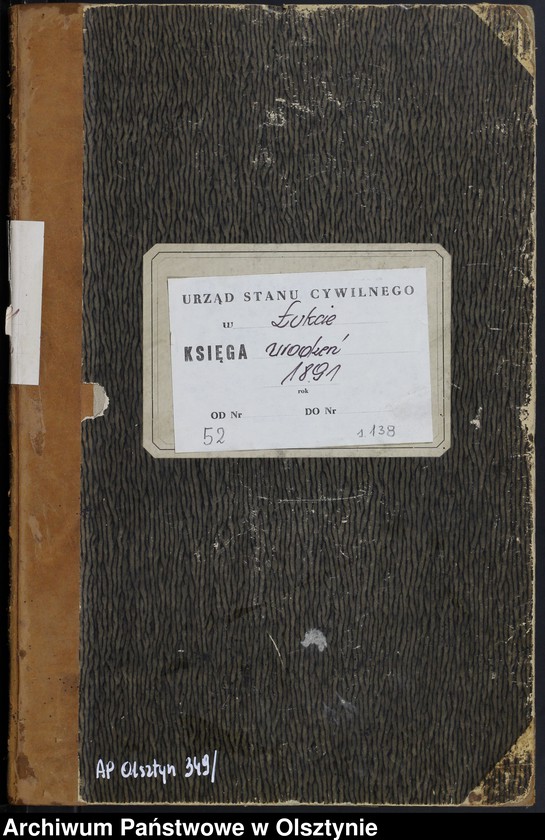 URZĄD STANU CYWILNEGO
w Łukcie
KSIĘGA urodzeń
1891
rok
OD Nr DO Nr
52 s. 138
AP Olsztyn 349/
Archiwum Państwowe w Olsztynie